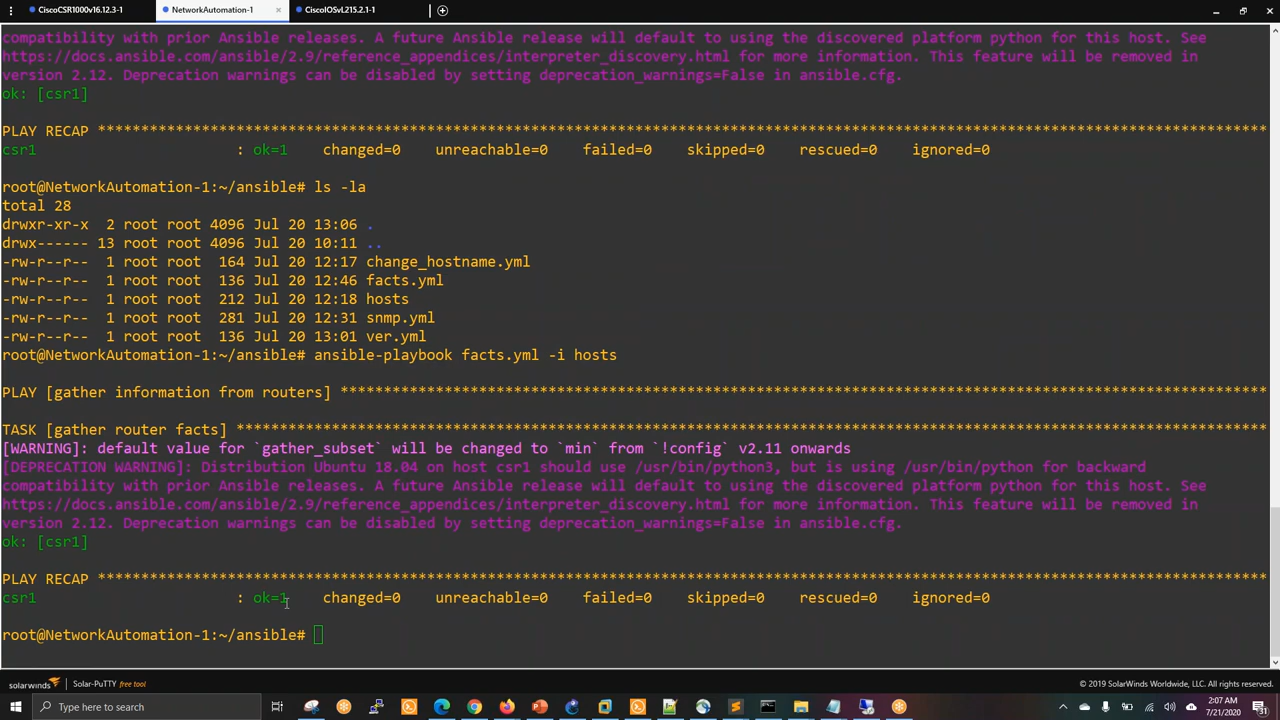 CiscoCSR1000v16.12.3-1
NetworkAutomation-1
CiscoIOSvL215.2.1-1
compatibility with prior Ansible releases. A future Ansible release will default to using the discovered platform python for this host. See
https://docs.ansible.com/ansible/2.9/reference_appendices/interpreter_discovery.html for more information. This feature will be removed in
version 2.12. Deprecation warnings can be disabled by setting deprecation_warnings=False in ansible.cfg.
ok: [csr1]
PLAY RECAP ***************************************************************************************************************************************
csr1 : ok=1 changed=0 unreachable=0 failed=0 skipped=0 rescued=0 ignored=0
root@NetworkAutomation-1:~/ansible# ls -la
total 28
drwxr-xr-x 2 root root 4096 Jul 20 13:06 .
drwx------ 13 root root 4096 Jul 20 10:11 ..
-rw-r--r-- 1 root root 164 Jul 20 12:17 change_hostname.yml
-rw-r--r-- 1 root root 136 Jul 20 12:46 facts.yml
-rw-r--r-- 1 root root 212 Jul 20 12:18 hosts
-rw-r--r-- 1 root root 281 Jul 20 12:31 snmp.yml
-rw-r--r-- 1 root root 136 Jul 20 13:01 ver.yml
root@NetworkAutomation-1:~/ansible# ansible-playbook facts.yml -i hosts
PLAY [gather information from routers] ***********************************************************************************************************
TASK [gather router facts] ***********************************************************************************************************************
[WARNING]: default value for `gather_subset` will be changed to `min` from `!config` v2.11 onwards
[DEPRECATION WARNING]: Distribution Ubuntu 18.04 on host csr1 should use /usr/bin/python3, but is using /usr/bin/python for backward
compatibility with prior Ansible releases. A future Ansible release will default to using the discovered platform python for this host. See
https://docs.ansible.com/ansible/2.9/reference_appendices/interpreter_discovery.html for more information. This feature will be removed in
version 2.12. Deprecation warnings can be disabled by setting deprecation_warnings=False in ansible.cfg.
ok: [csr1]
PLAY RECAP ***************************************************************************************************************************************
csr1 : ok=1 changed=0 unreachable=0 failed=0 skipped=0 rescued=0 ignored=0
root@NetworkAutomation-1:~/ansible#
solarwinds Solar-PuTTY free tool
© 2019 SolarWinds Worldwide, LLC. All rights reserved.
Type here to search
2:07 AM
7/21/2020